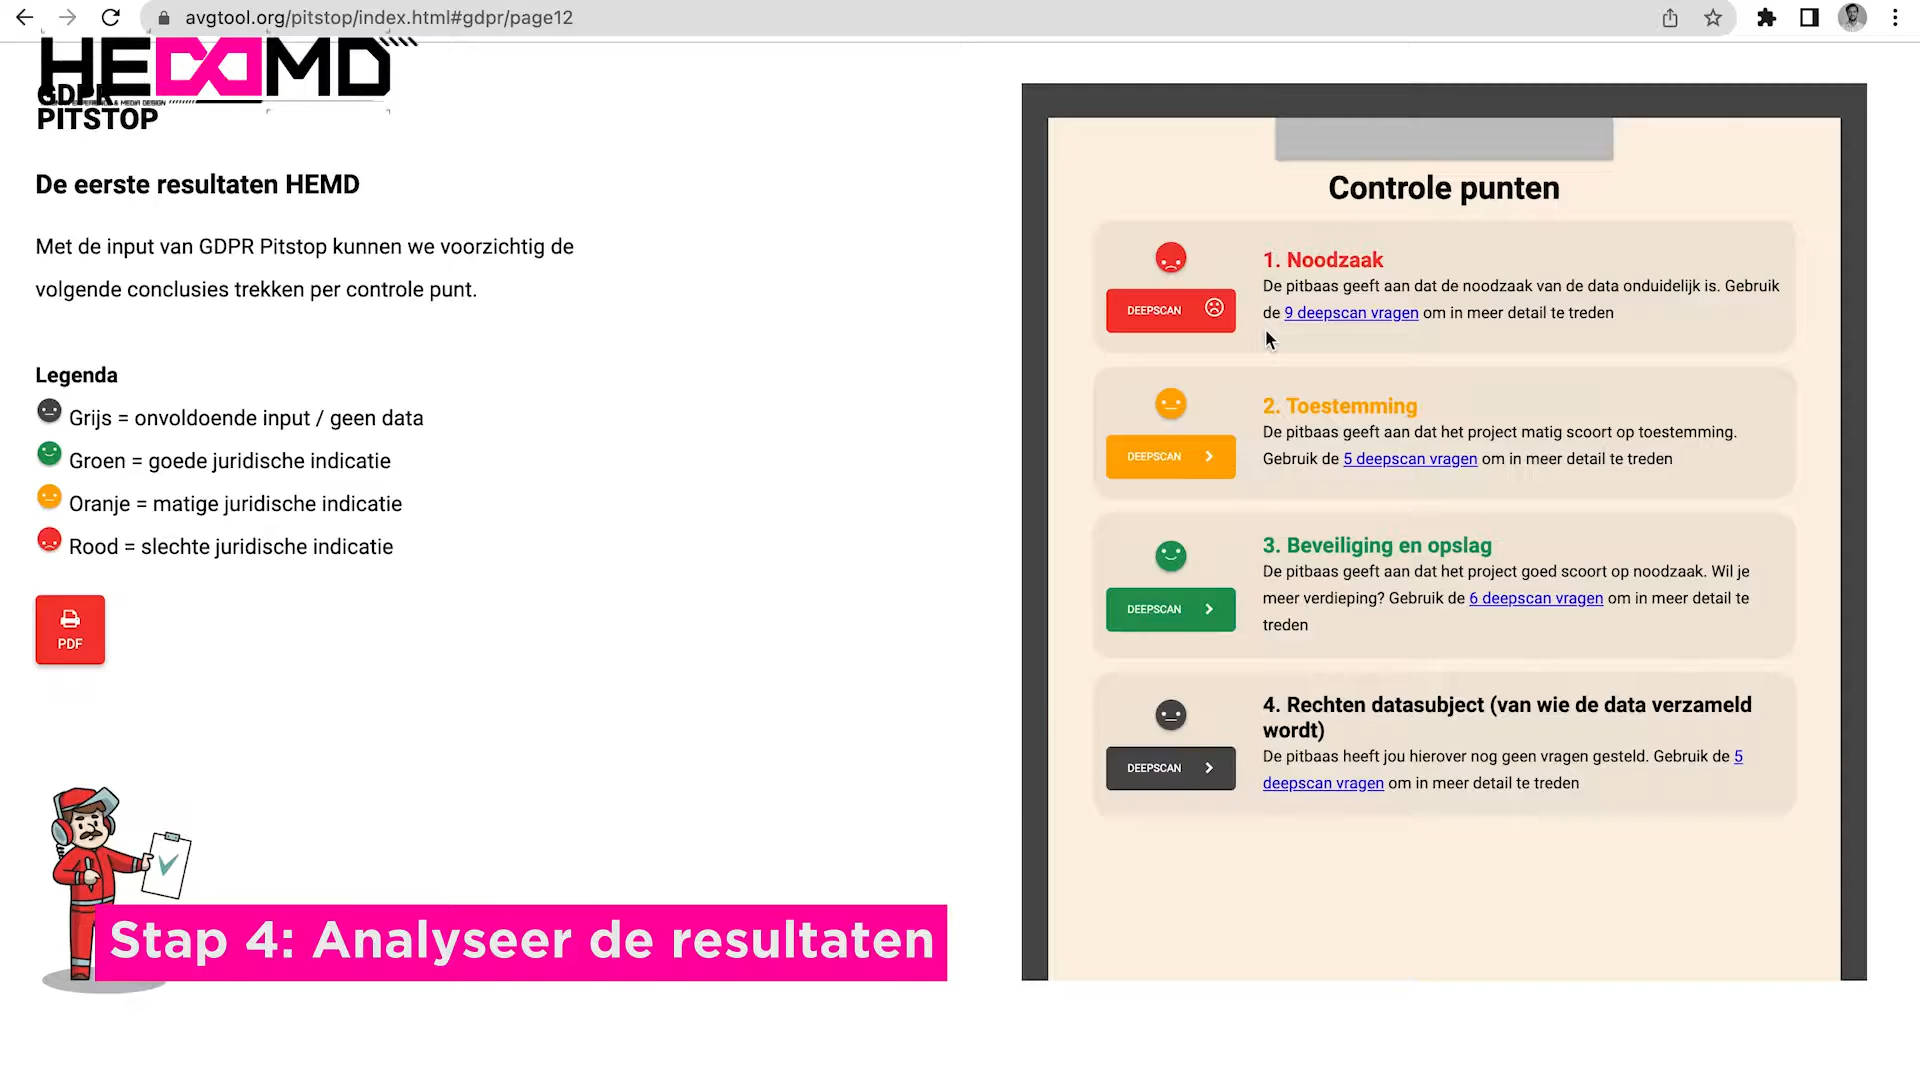 avgtool.org/pitstop/index.html#gdpr/page12
HEMD
GDPR
& MEDIA DESIGN
PITSTOP
De eerste resultaten HEMD
Met de input van GDPR Pitstop kunnen we voorzichtig de
volgende conclusies trekken per controle punt.
Legenda
Grijs = onvoldoende input / geen data
Groen = goede juridische indicatie
Oranje = matige juridische indicatie
Rood = slechte juridische indicatie
PDF
Stap 4: Analyseer de resultaten
Controle punten
1. Noodzaak
De pitbaas geeft aan dat de noodzaak van de data onduidelijk is. Gebruik
de 9 deepscan vragen om in meer detail te treden
DEEPSCAN
2. Toestemming
De pitbaas geeft aan dat het project matig scoort op toestemming.
Gebruik de 5 deepscan vragen om in meer detail te treden
DEEPSCAN
3. Beveiliging en opslag
De pitbaas geeft aan dat het project goed scoort op noodzaak. Wil je
meer verdieping? Gebruik de 6 deepscan vragen om in meer detail te
treden
DEEPSCAN
4. Rechten datasubject (van wie de data verzameld
wordt)
De pitbaas heeft jou hierover nog geen vragen gesteld. Gebruik de 5
deepscan vragen om in meer detail te treden
DEEPSCAN